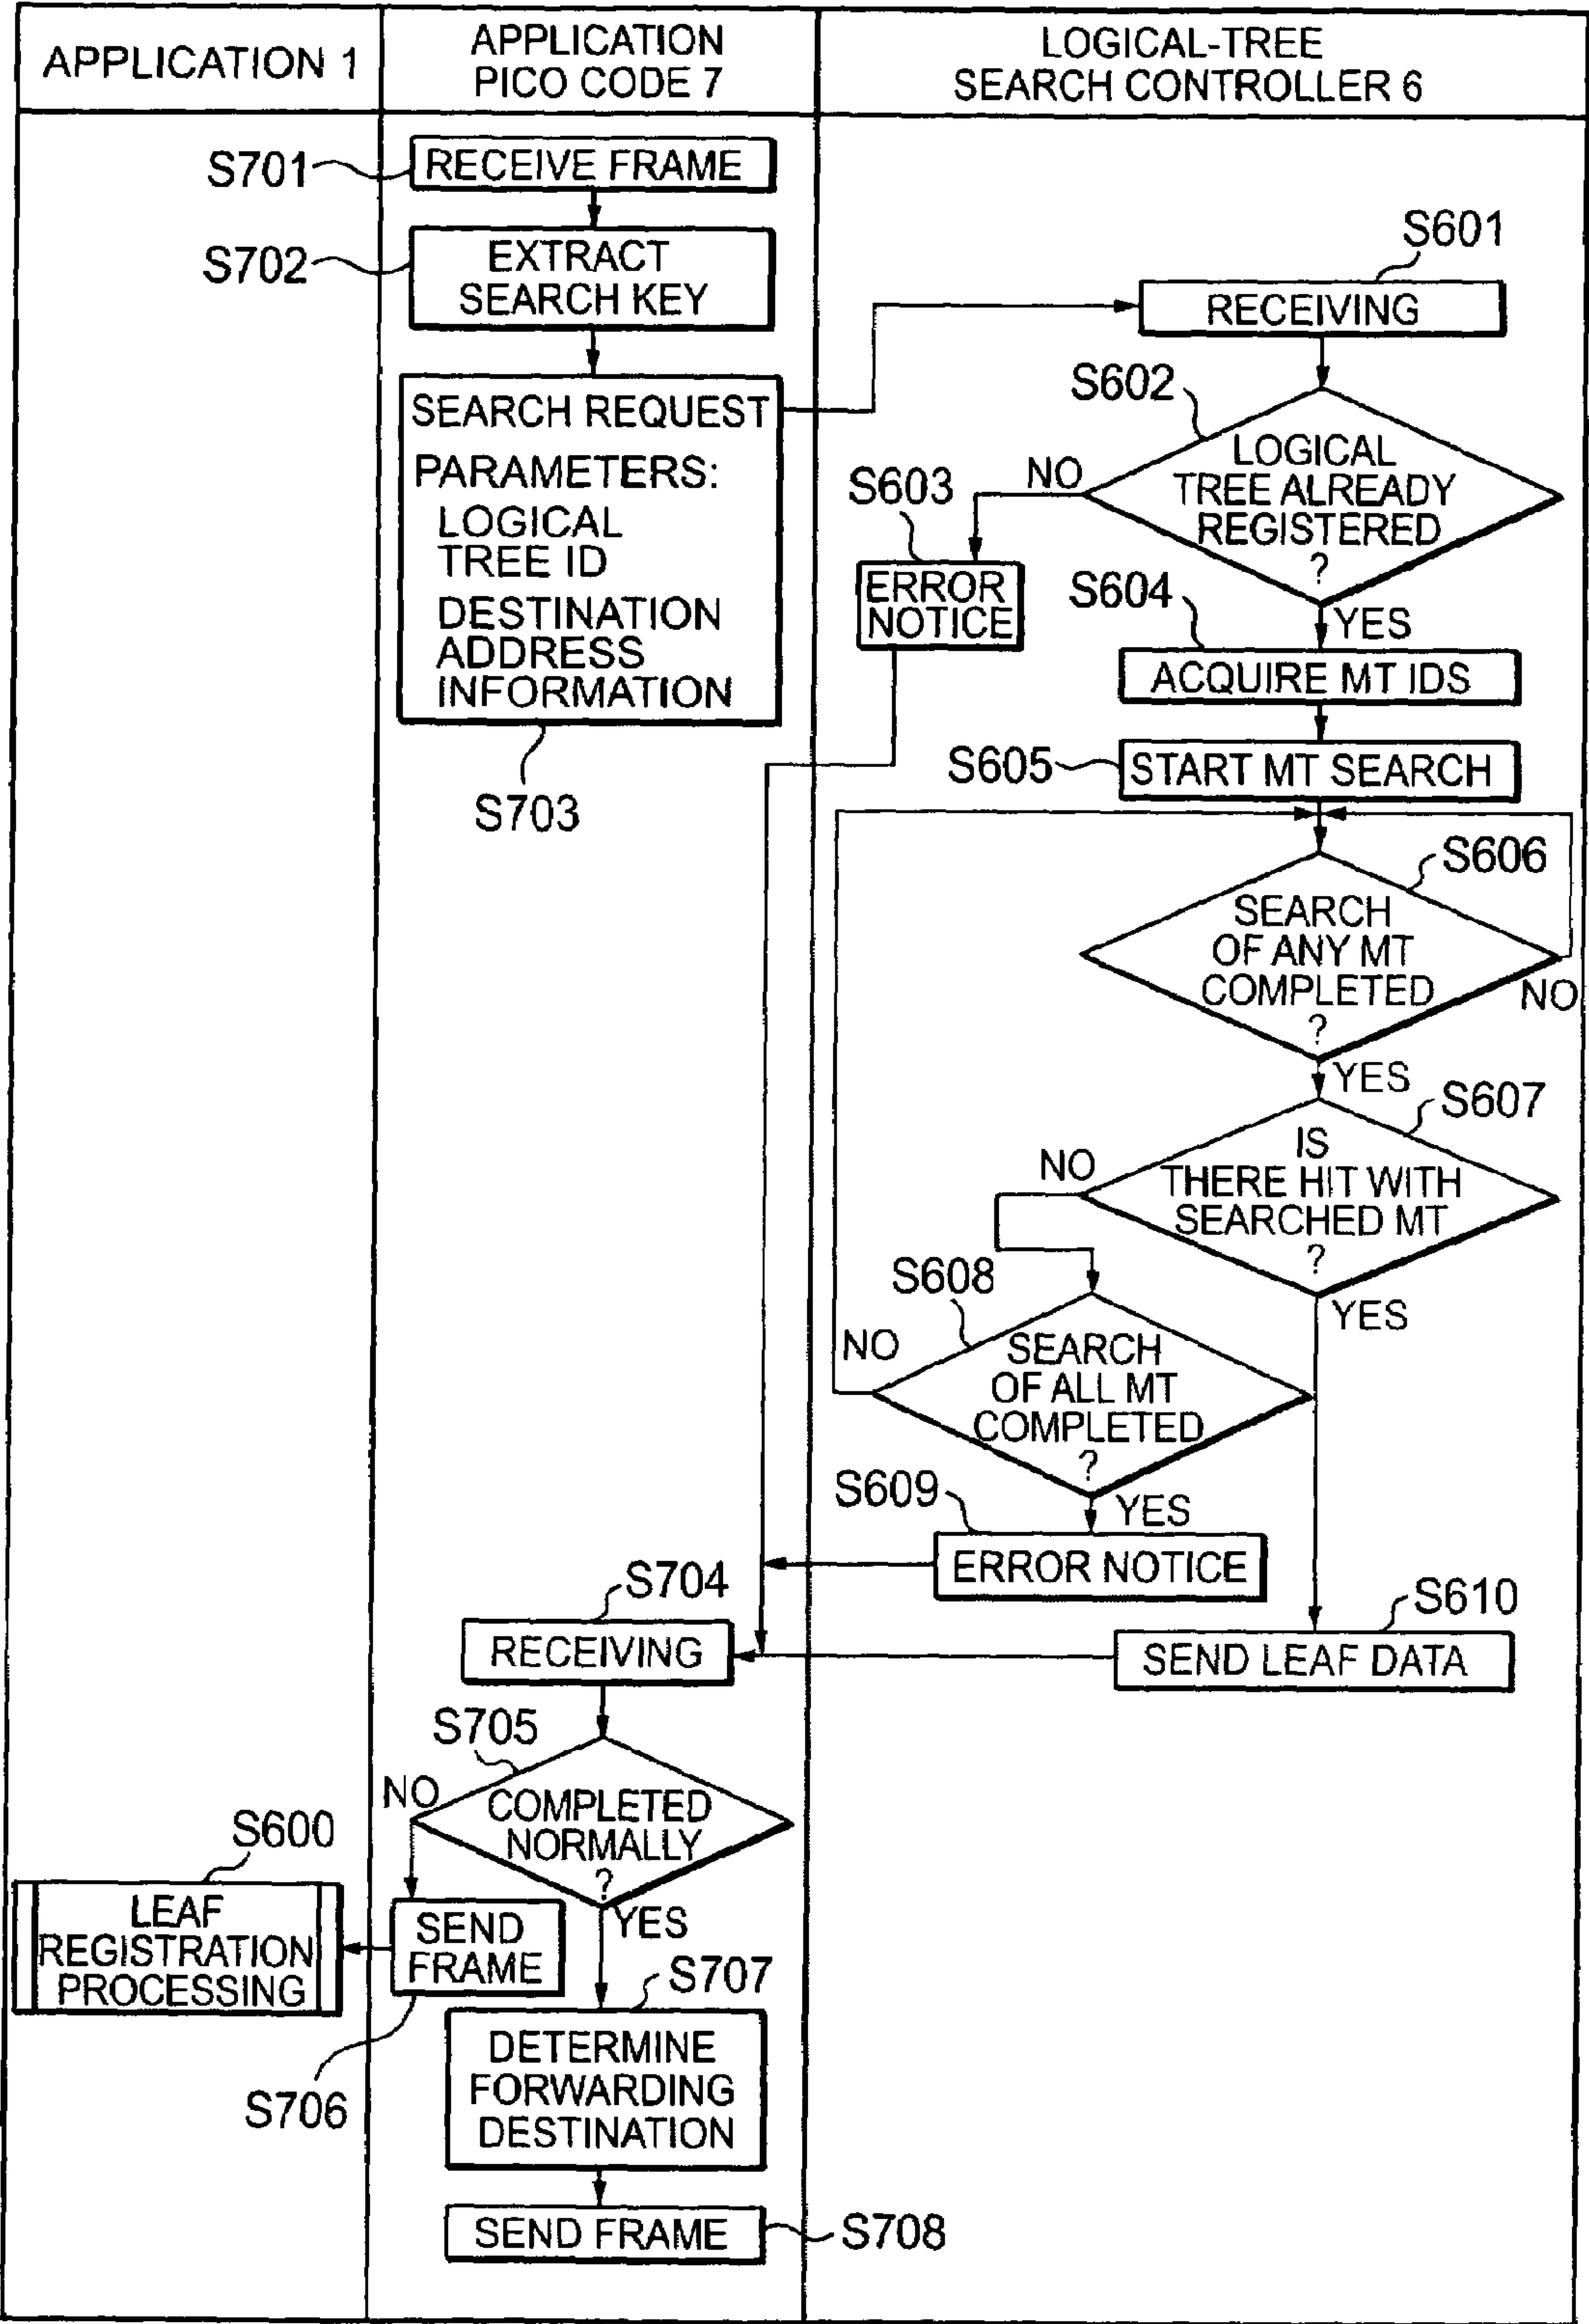 APPLICATION 1
APPLICATION
PICO CODE 7
LOGICAL-TREE
SEARCH CONTROLLER 6
S701
RECEIVE FRAME
S702
EXTRACT
SEARCH KEY
SEARCH REQUEST
PARAMETERS:
LOGICAL
TREE ID
DESTINATION
ADDRESS
INFORMATION
S703
S601
RECEIVING
S602
LOGICAL
TREE ALREADY
REGISTERED
?
NO
YES
S603
ERROR
NOTICE
S604
ACQUIRE MT IDS
S605
START MT SEARCH
S606
SEARCH
OF ANY MT
COMPLETED
?
NO
YES
S607
IS
THERE HIT WITH
SEARCHED MT
?
NO
YES
S608
SEARCH
OF ALL MT
COMPLETED
?
NO
YES
S609
ERROR NOTICE
S610
SEND LEAF DATA
S704
RECEIVING
S705
COMPLETED
NORMALLY
?
NO
YES
S600
LEAF
REGISTRATION
PROCESSING
SEND
FRAME
S706
S707
DETERMINE
FORWARDING
DESTINATION
SEND FRAME
S708